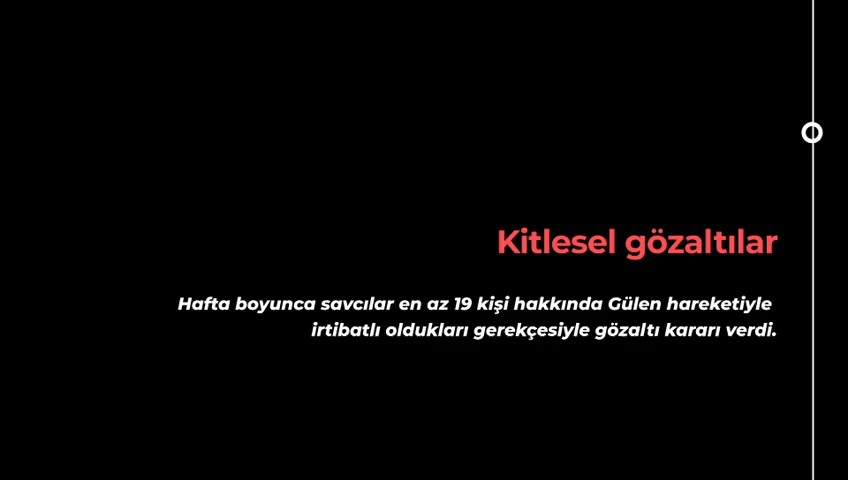 Kitlesel gözaltılar
Hafta boyunca savcılar en az 19 kişi hakkında Gülen hareketiyle
irtibatlı oldukları gerekçesiyle gözaltı kararı verdi.